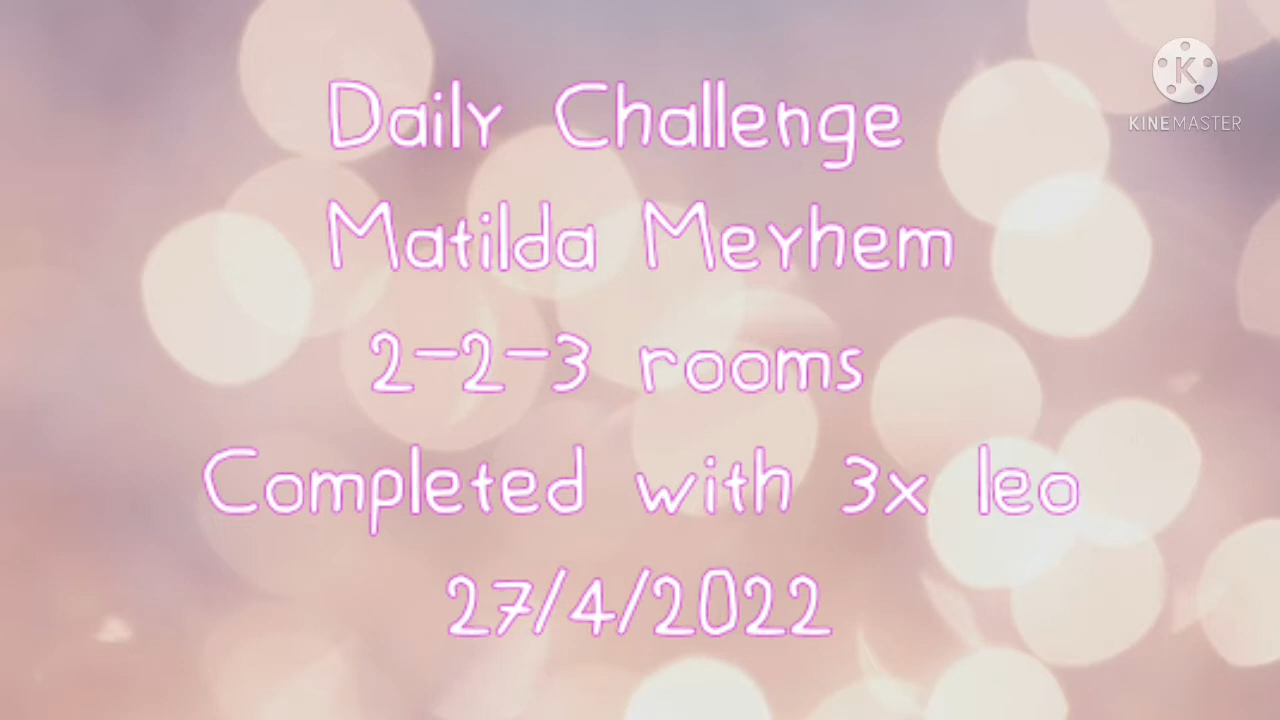 Daily Challenge
Matilda Meyhem
2-2-3 rooms
Completed with 3x leo
27/4/2022
K
KINEMASTER